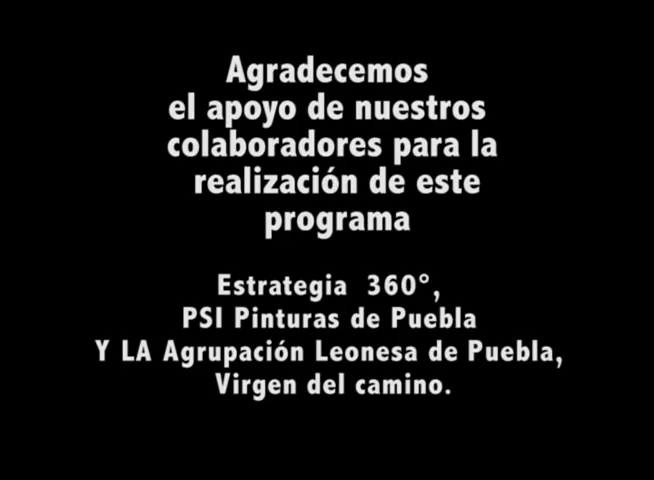 Agradecemos
el apoyo de nuestros
colaboradores para la
realización de este
programa
Estrategia 360°,
PSI Pinturas de Puebla
Y LA Agrupación Leonesa de Puebla,
Virgen del camino.